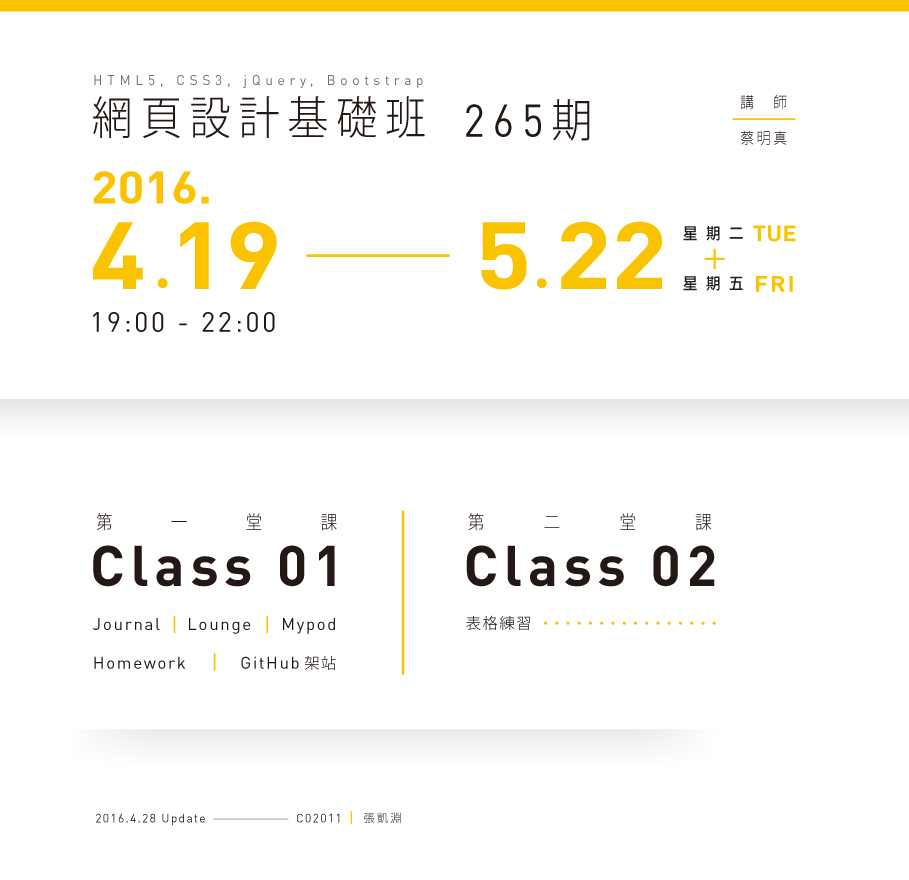 HTML5, CSS3, jQuery, Bootstrap
網頁設計基礎班 265期
講師
蔡明真
2016.
4.19 — 5.22
星期二 TUE
+
星期五 FRI
19:00 - 22:00
第一堂課
Class 01
Journal | Lounge | Mypod
Homework | GitHub 架站
第二堂課
Class 02
表格練習
2016.4.28 Update — C02011 | 張凱淵